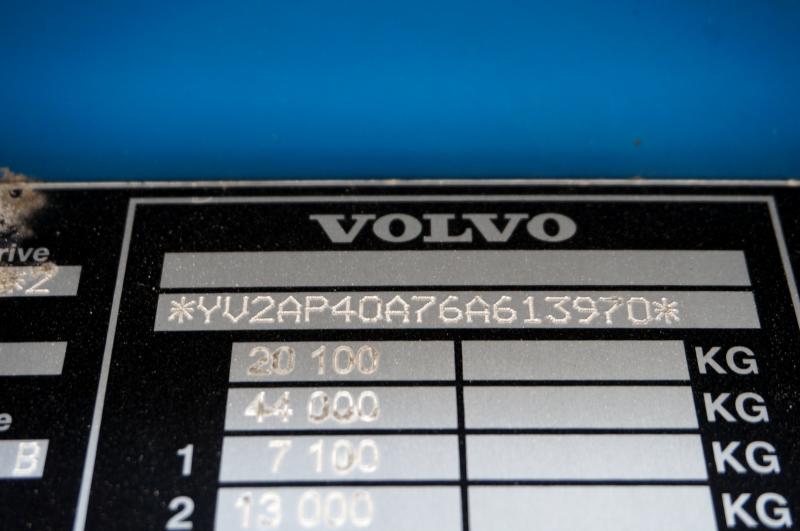 VOLVO
rive
*2
*YV2AP40A76A613970*
20 100 KG
44 000 KG
e
B
1 7 100 KG
2 13 000 KG